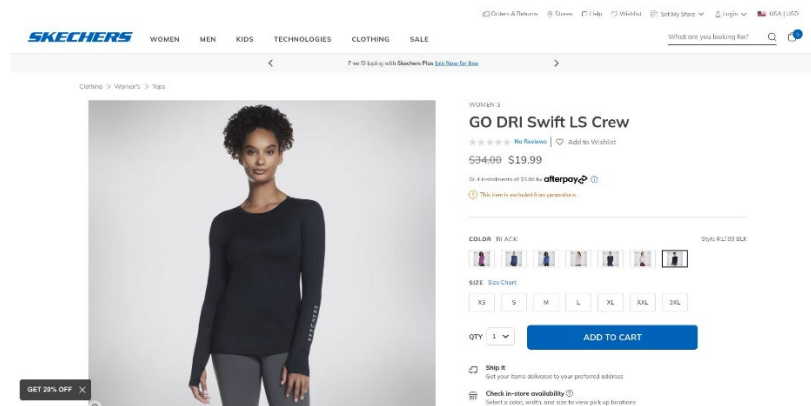 Orders & Returns Stores Help Wishlist Set My Store Login USA | USD
SKECHERS WOMEN MEN KIDS TECHNOLOGIES CLOTHING SALE What are you looking for?
Free Shipping with Skechers Plus Join Now for free
Clothing > Women's > Tops
WOMEN'S
GO DRI Swift LS Crew
No Reviews | Add to Wishlist
$34.00 $19.99
afterpay
This item is excluded from promotions.
COLOR BLACK
SIZE Size Chart
XS S M L XL XXL 3XL
QTY 1 ADD TO CART
Ship It
Get your items delivered to your preferred address
Check in-store availability
Select a color, width, and size to view pick up locations
SKECHERS
GET 20% OFF